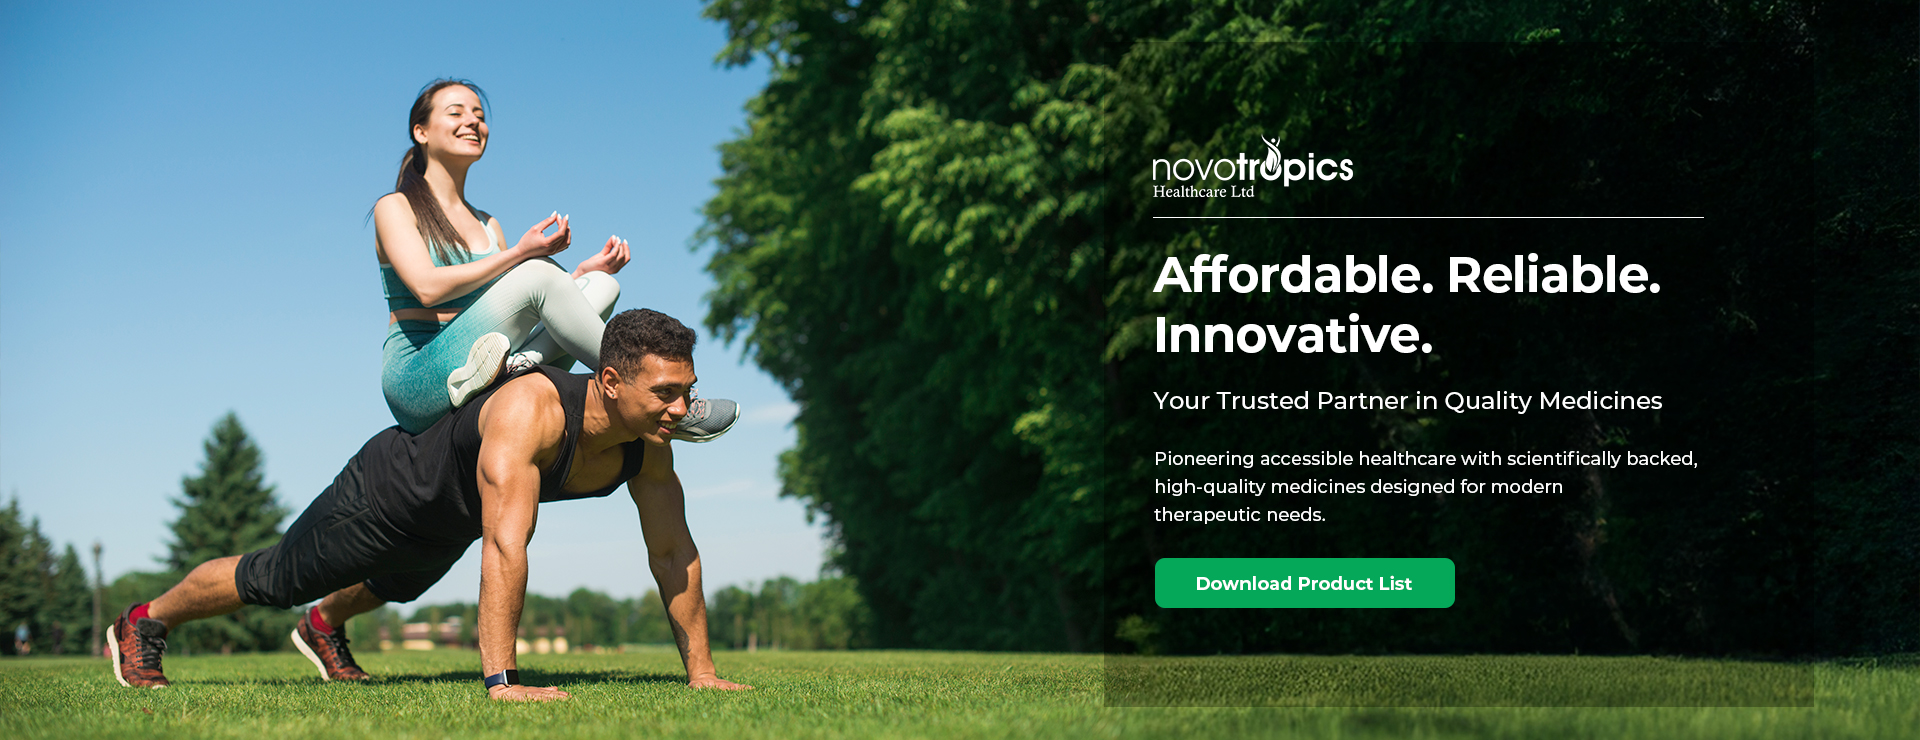 novotropics
Healthcare Ltd
Affordable. Reliable.
Innovative.
Your Trusted Partner in Quality Medicines
Pioneering accessible healthcare with scientifically backed,
high-quality medicines designed for modern
therapeutic needs.
Download Product List